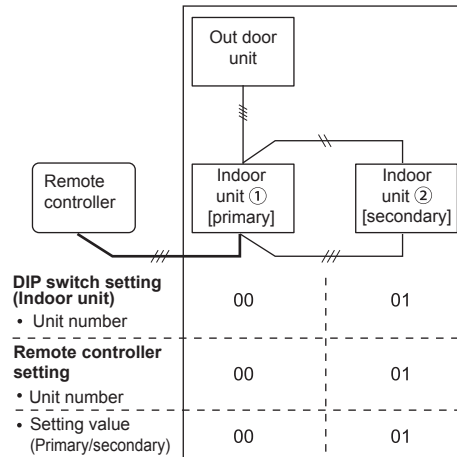 Out door
unit
Remote
controller
Indoor
unit ①
[primary]
Indoor
unit ②
[secondary]
DIP switch setting
(Indoor unit)
• Unit number
00
01
Remote controller
setting
• Unit number
00
01
• Setting value
(Primary/secondary)
00
01